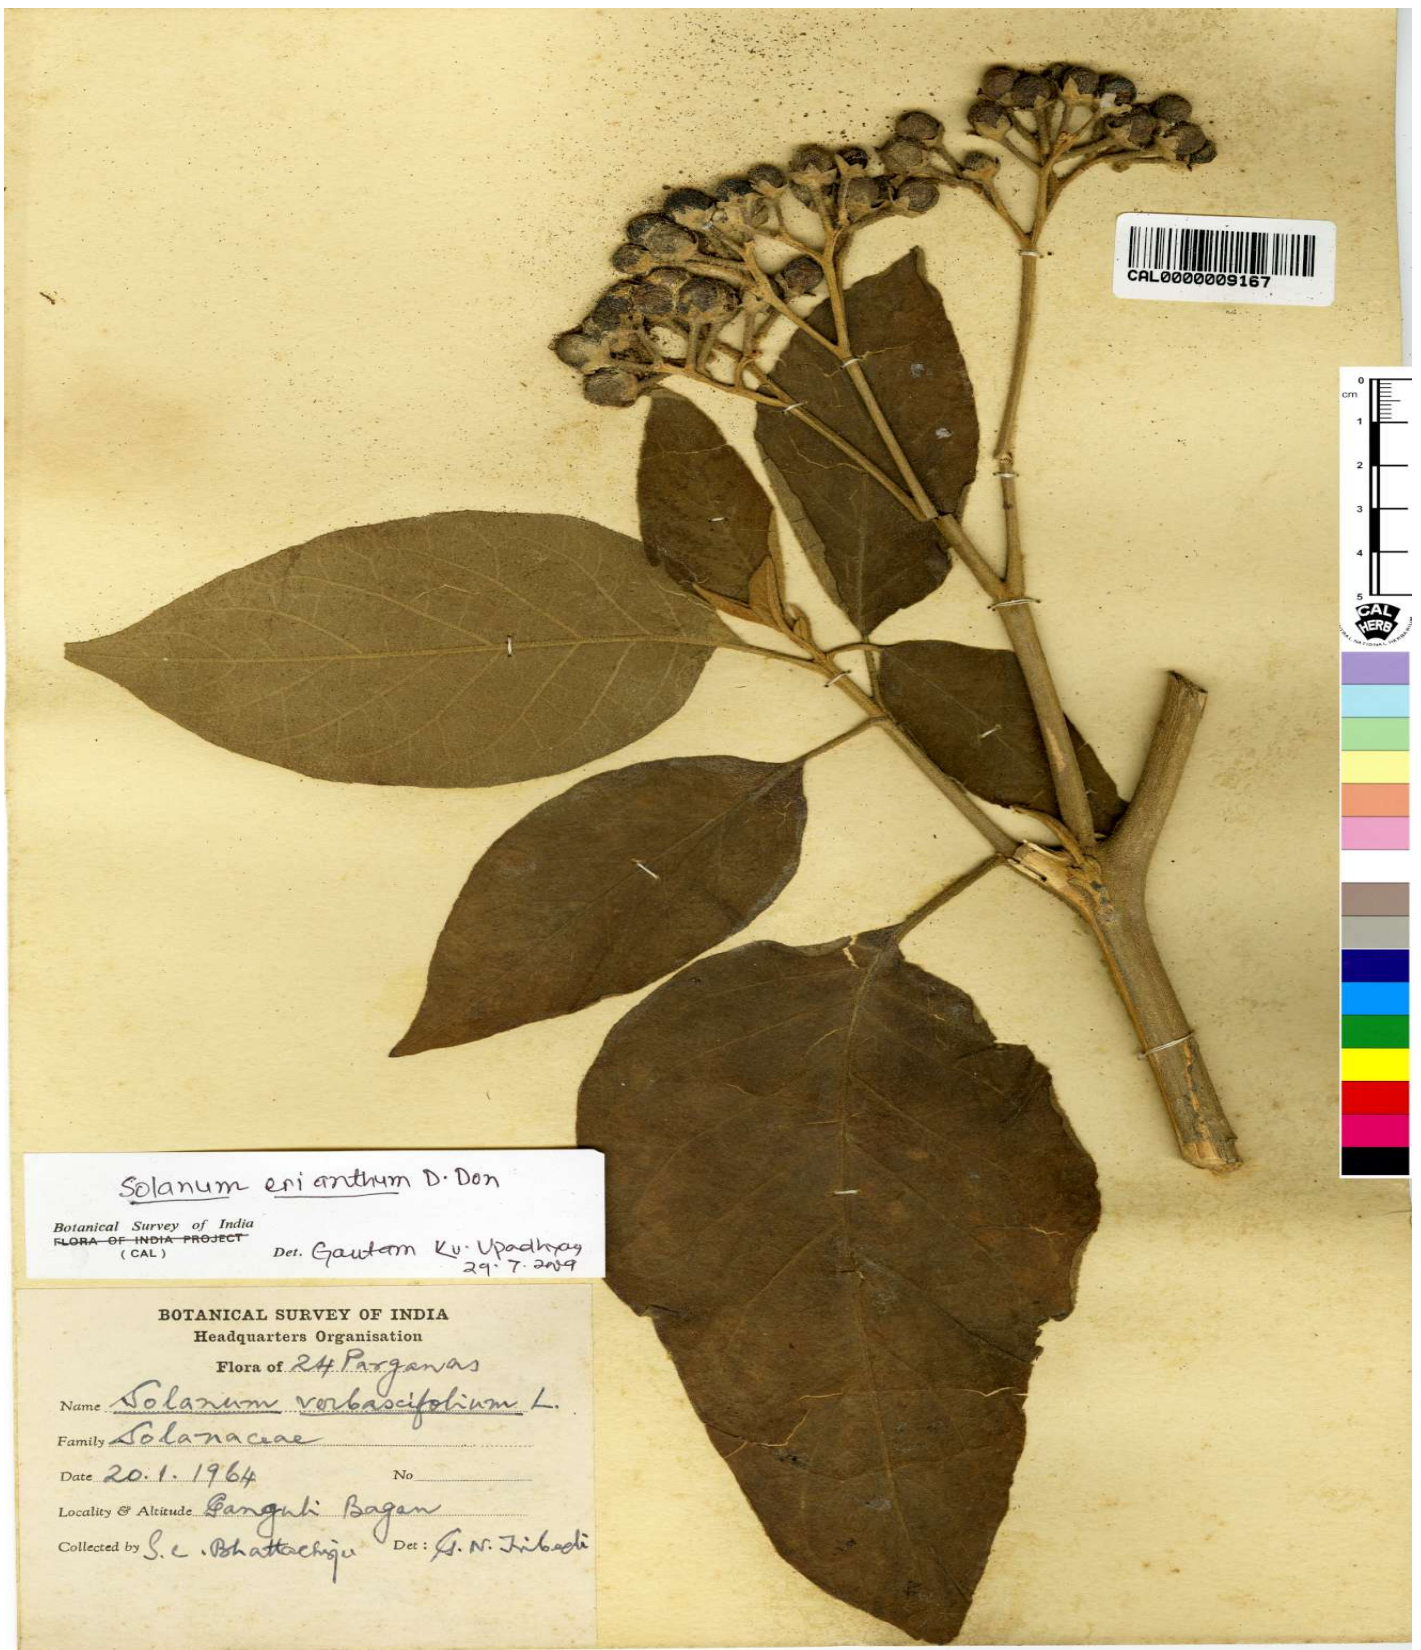 CAL0000009167
0
cm
1
2
3
4
5
CAL
HERB
Solanum erianthum D. Don
Botanical Survey of India
FLORA OF INDIA PROJECT
(CAL)
Det. Gautam Ku. Upadhyay
29.7.2009
BOTANICAL SURVEY OF INDIA
Headquarters Organisation
Flora of 24 Parganas
Name Solanum verbascifolium L.
Family Solanaceae
Date 20.1.1964 No
Locality & Altitude Ganguli Bagan
Collected by S.C. Det: G.N. Tribedi